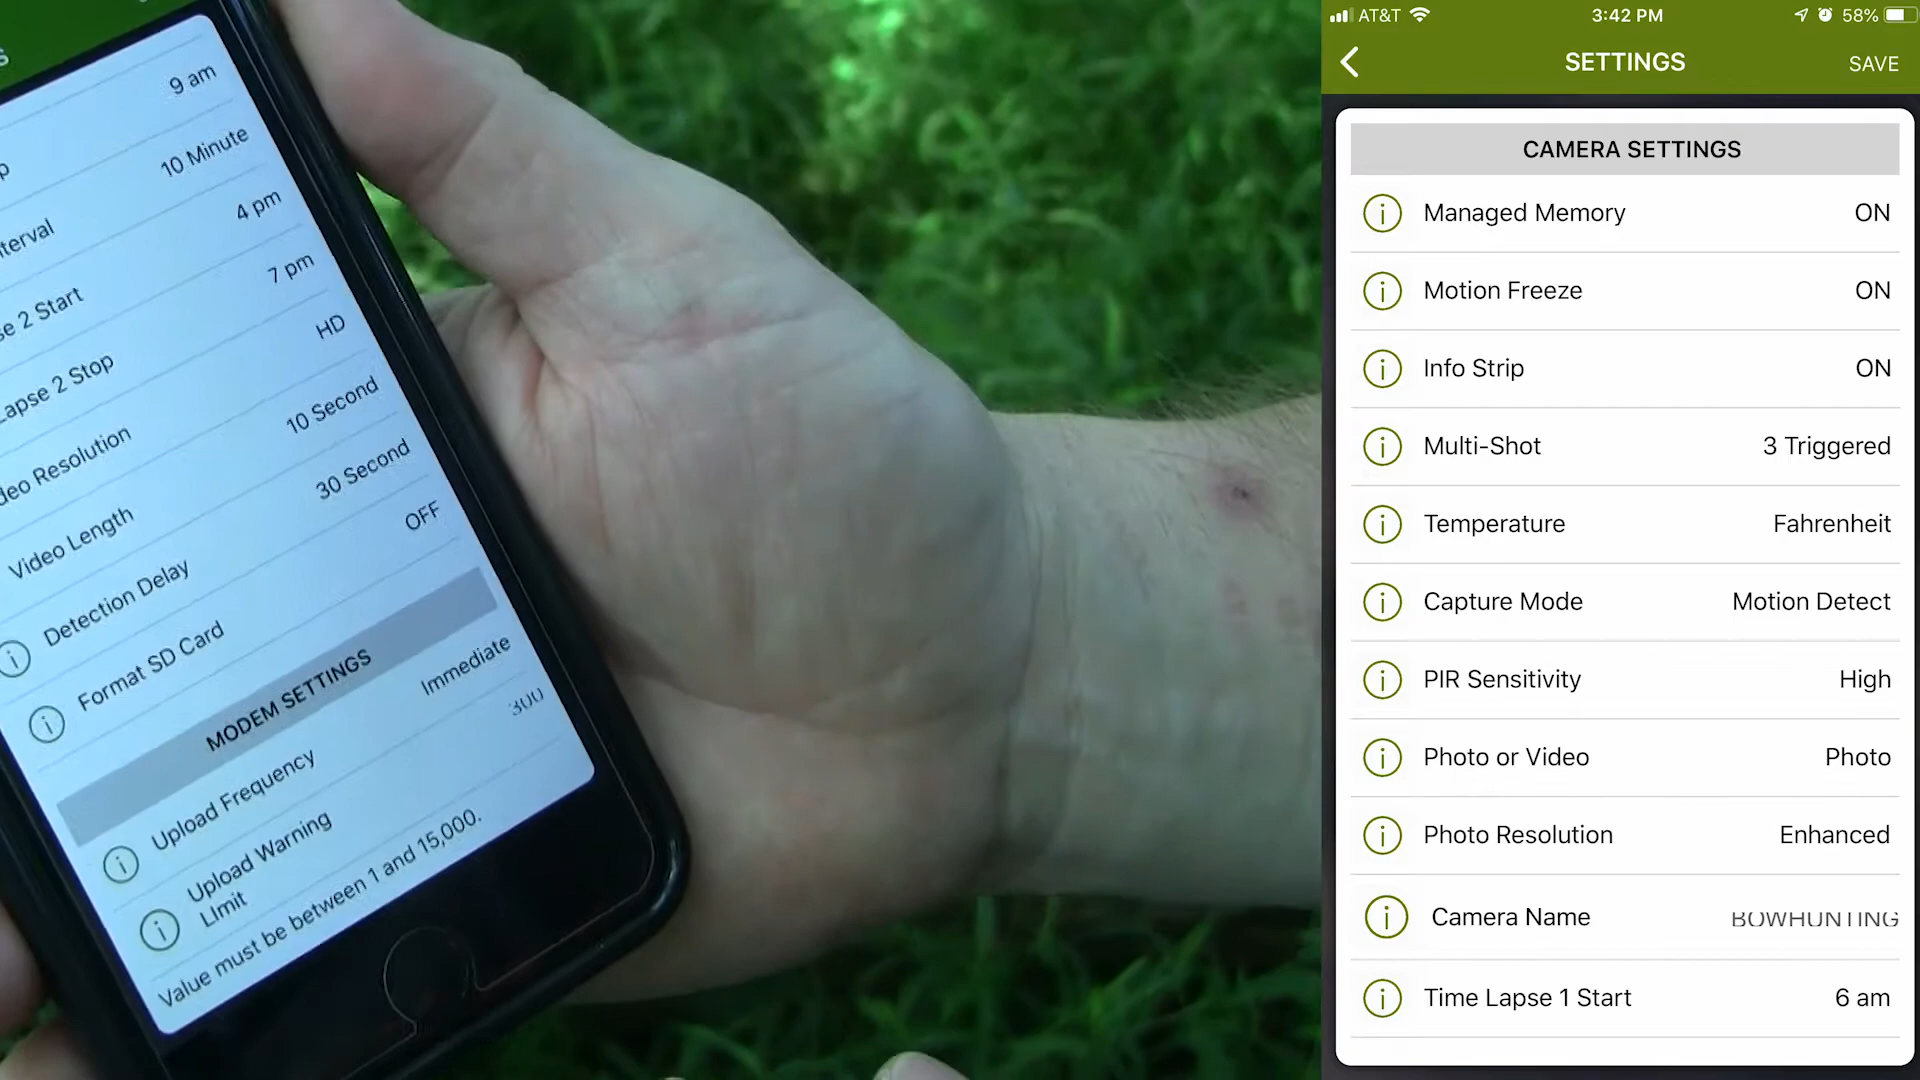 9 am
10 Minute
terval
4 pm
se 2 Start
7 pm
Lapse 2 Stop
HD
deo Resolution
10 Second
Video Length
30 Second
Detection Delay
OFF
Format SD Card
MODEM SETTINGS
Upload Frequency Immediate
Upload Warning 300
LImit
Value must be between 1 and 15,000.
AT&T 3:42 PM 58%
SETTINGS SAVE
CAMERA SETTINGS
Managed Memory ON
Motion Freeze ON
Info Strip ON
Multi-Shot 3 Triggered
Temperature Fahrenheit
Capture Mode Motion Detect
PIR Sensitivity High
Photo or Video Photo
Photo Resolution Enhanced
Camera Name BOWHUNTING
Time Lapse 1 Start 6 am